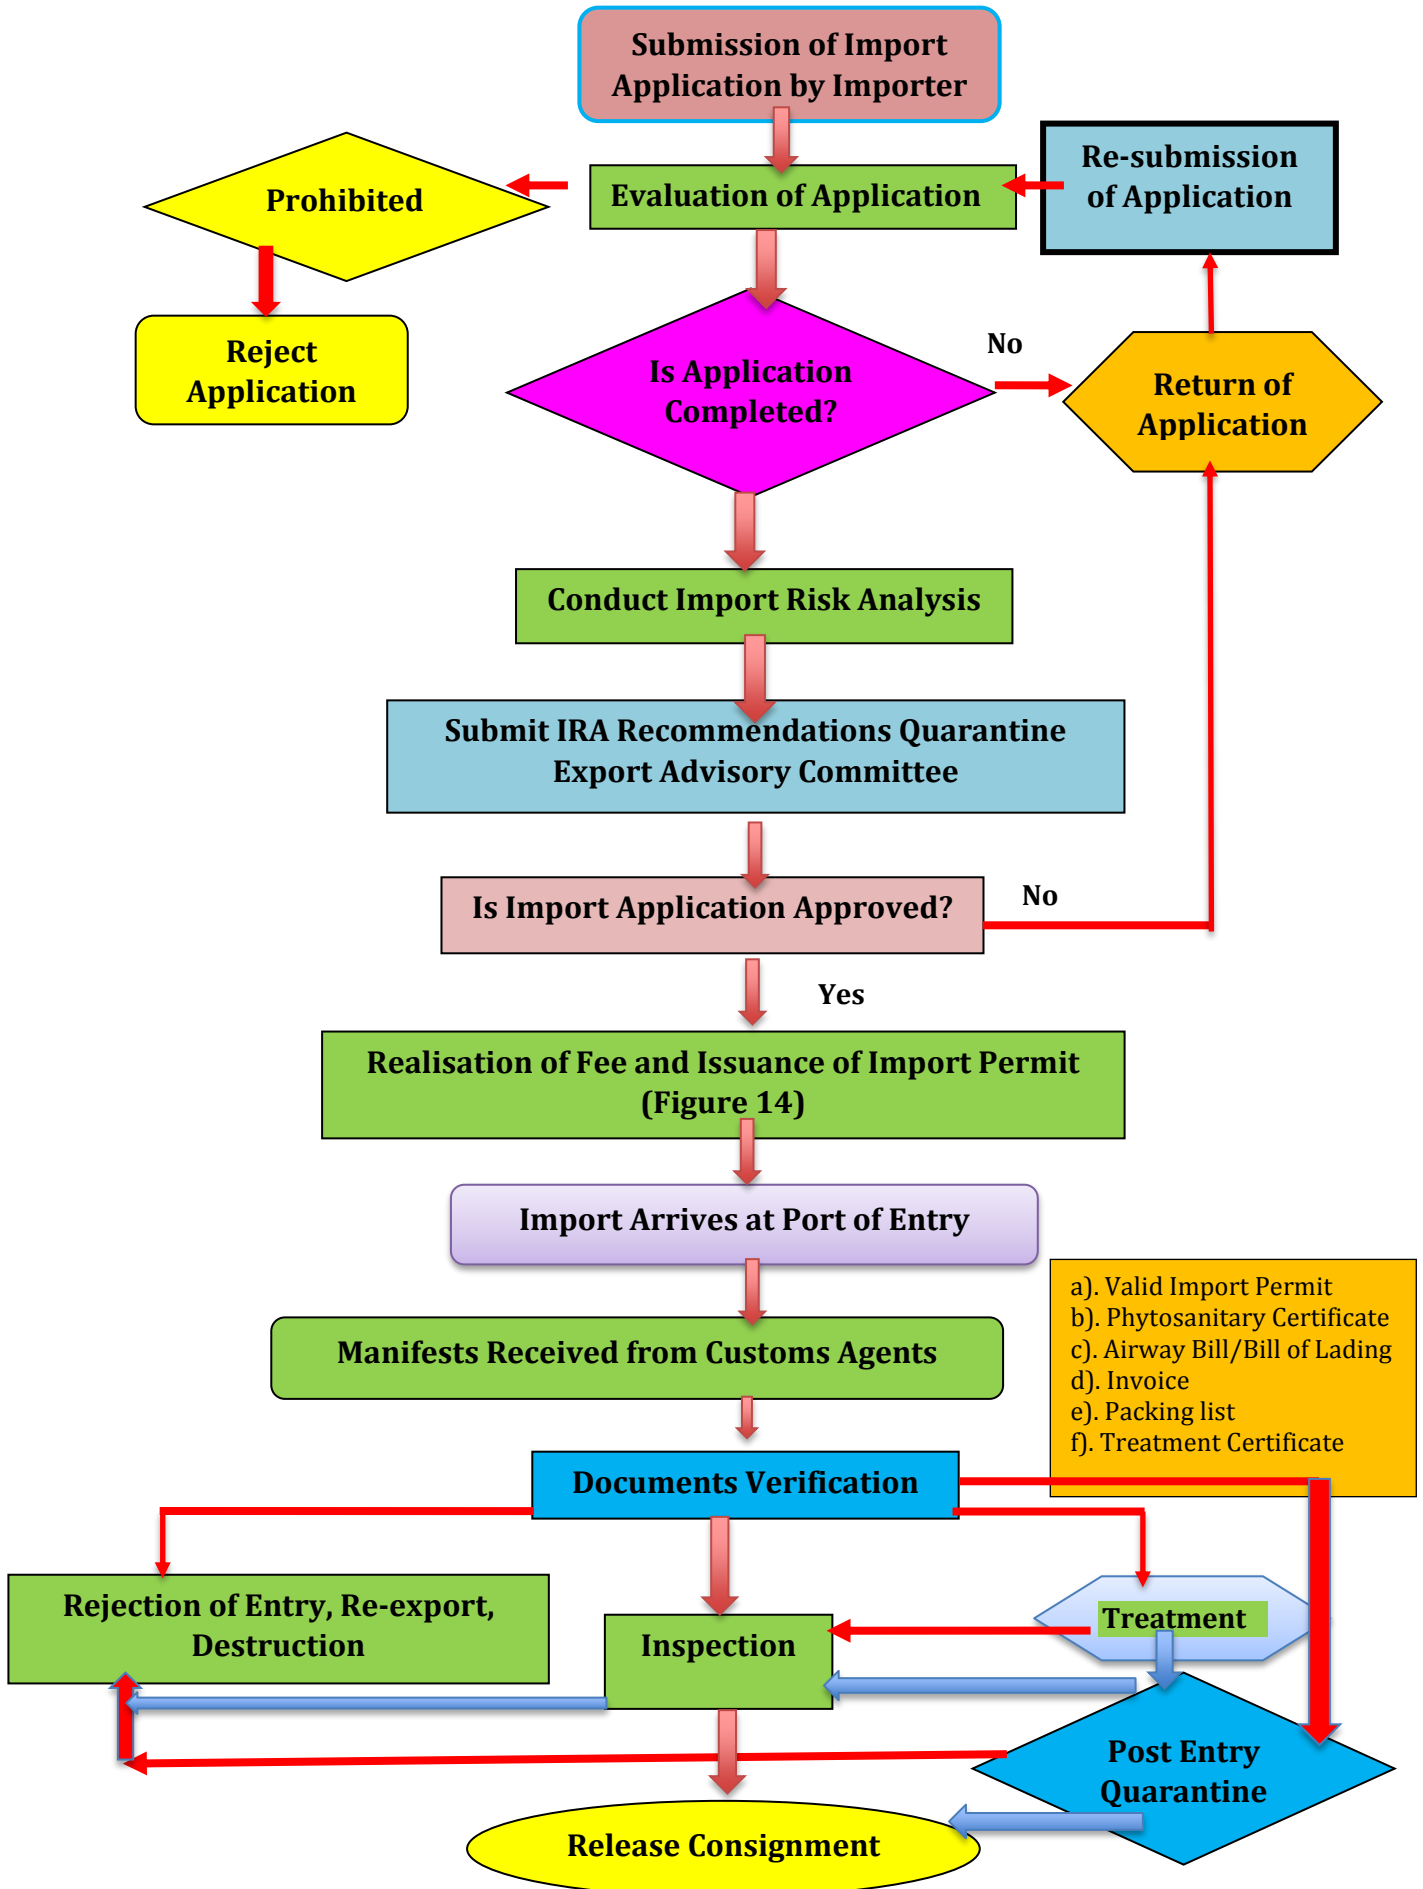 Submission of Import
Application by Importer
Re-submission
of Application
Prohibited
Evaluation of Application
Reject
Application
Is Application
Completed?
No
Return of
Application
Conduct Import Risk Analysis
Submit IRA Recommendations Quarantine
Export Advisory Committee
Is Import Application Approved?
No
Yes
Realisation of Fee and Issuance of Import Permit
(Figure 14)
Import Arrives at Port of Entry
a). Valid Import Permit
b). Phytosanitary Certificate
c). Airway Bill/Bill of Lading
d). Invoice
e). Packing list
f). Treatment Certificate
Manifests Received from Customs Agents
Documents Verification
Rejection of Entry, Re-export,
Destruction
Inspection
Treatment
Post Entry
Quarantine
Release Consignment